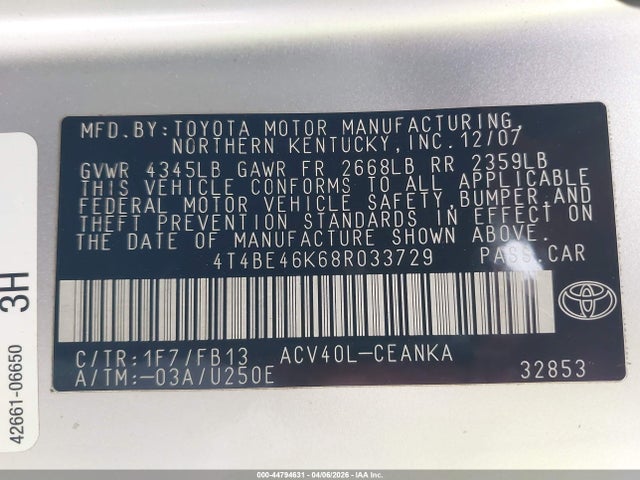 MFD.BY:TOYOTA MOTOR MANUFACTURING,
NORTHERN KENTUCKY, INC. 12/07
GVWR 4345LB GAWR FR 2668LB RR 2359LB
THIS VEHICLE CONFORMS TO ALL APPLICABLE
FEDERAL MOTOR VEHICLE SAFETY, BUMPER, AND
THEFT PREVENTION STANDARDS IN EFFECT ON
THE DATE OF MANUFACTURE SHOWN ABOVE.
4T4BE46K68R033729 PASS.CAR
C/TR:1F7/FB13 ACV40L-CEANKA
A/TM:-03A/U250E 32853
3H
42661-06650
000-44794631 - 04/06/2026 - IAA Inc.